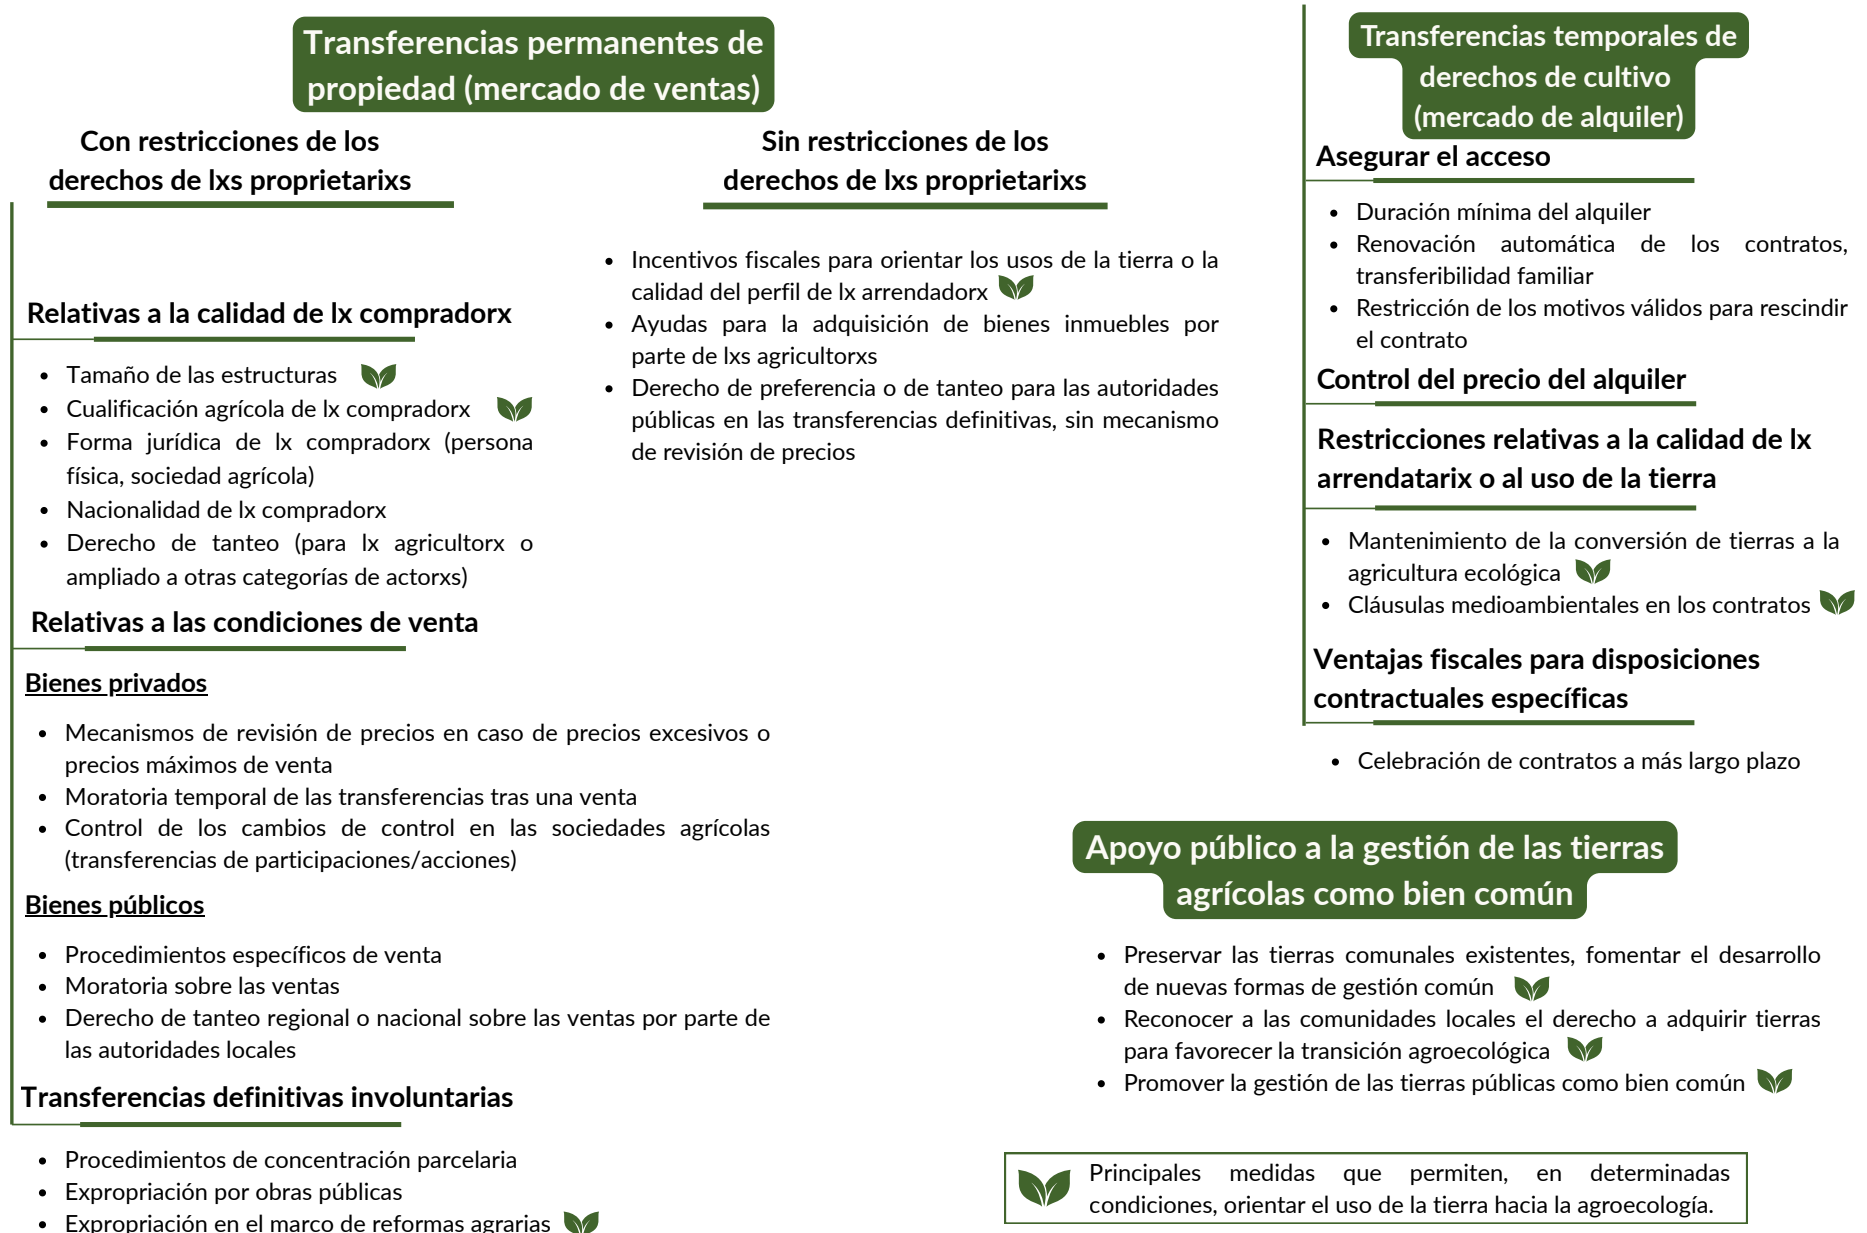 Transferencias permanentes de
propiedad (mercado de ventas)
Con restricciones de los
derechos de lxs proprietarixs
Relativas a la calidad de lx compradorx
• Tamaño de las estructuras
• Cualificación agrícola de lx compradorx
• Forma jurídica de lx compradorx (persona
física, sociedad agrícola)
• Nacionalidad de lx compradorx
• Derecho de tanteo (para lx agricultorx o
ampliado a otras categorías de actorxs)
Relativas a las condiciones de venta
Bienes privados
• Mecanismos de revisión de precios en caso de precios excesivos o
precios máximos de venta
• Moratoria temporal de las transferencias tras una venta
• Control de los cambios de control en las sociedades agrícolas
(transferencias de participaciones/acciones)
Bienes públicos
• Procedimientos específicos de venta
• Moratoria sobre las ventas
• Derecho de tanteo regional o nacional sobre las ventas por parte de
las autoridades locales
Transferencias definitivas involuntarias
• Procedimientos de concentración parcelaria
• Expropiación por obras públicas
• Expropiación en el marco de reformas agrarias
Sin restricciones de los
derechos de lxs proprietarixs
• Incentivos fiscales para orientar los usos de la tierra o la
calidad del perfil de lx arrendadorx
• Ayudas para la adquisición de bienes inmuebles por
parte de lxs agricultorxs
• Derecho de preferencia o de tanteo para las autoridades
públicas en las transferencias definitivas, sin mecanismo
de revisión de precios
Transferencias temporales de
derechos de cultivo
(mercado de alquiler)
Asegurar el acceso
• Duración mínima del alquiler
• Renovación automática de los contratos,
transferibilidad familiar
• Restricción de los motivos válidos para rescindir
el contrato
Control del precio del alquiler
Restricciones relativas a la calidad de lx
arrendatarix o al uso de la tierra
• Mantenimiento de la conversión de tierras a la
agricultura ecológica
• Cláusulas medioambientales en los contratos
Ventajas fiscales para disposiciones
contractuales específicas
• Celebración de contratos a más largo plazo
Apoyo público a la gestión de las tierras
agrícolas como bien común
• Preservar las tierras comunales existentes, fomentar el desarrollo
de nuevas formas de gestión común
• Reconocer a las comunidades locales el derecho a adquirir tierras
para favorecer la transición agroecológica
• Promover la gestión de las tierras públicas como bien común
Principales medidas que permiten, en determinadas
condiciones, orientar el uso de la tierra hacia la agroecología.